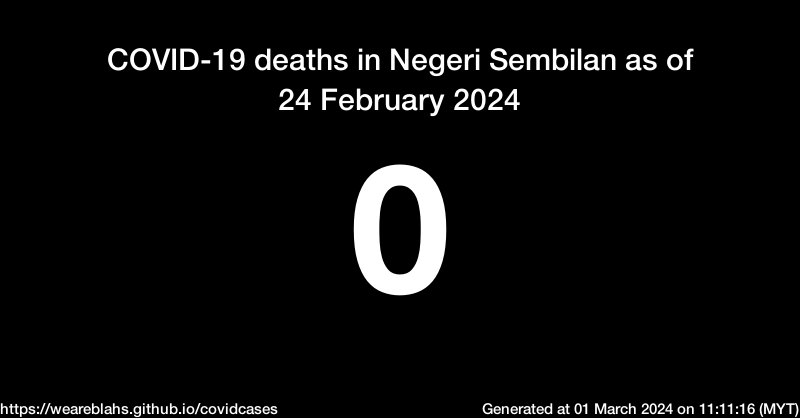 COVID-19 deaths in Negeri Sembilan as of
24 February 2024
0
https://weareblahs.github.io/covidcases
Generated at 01 March 2024 on 11:11:16 (MYT)